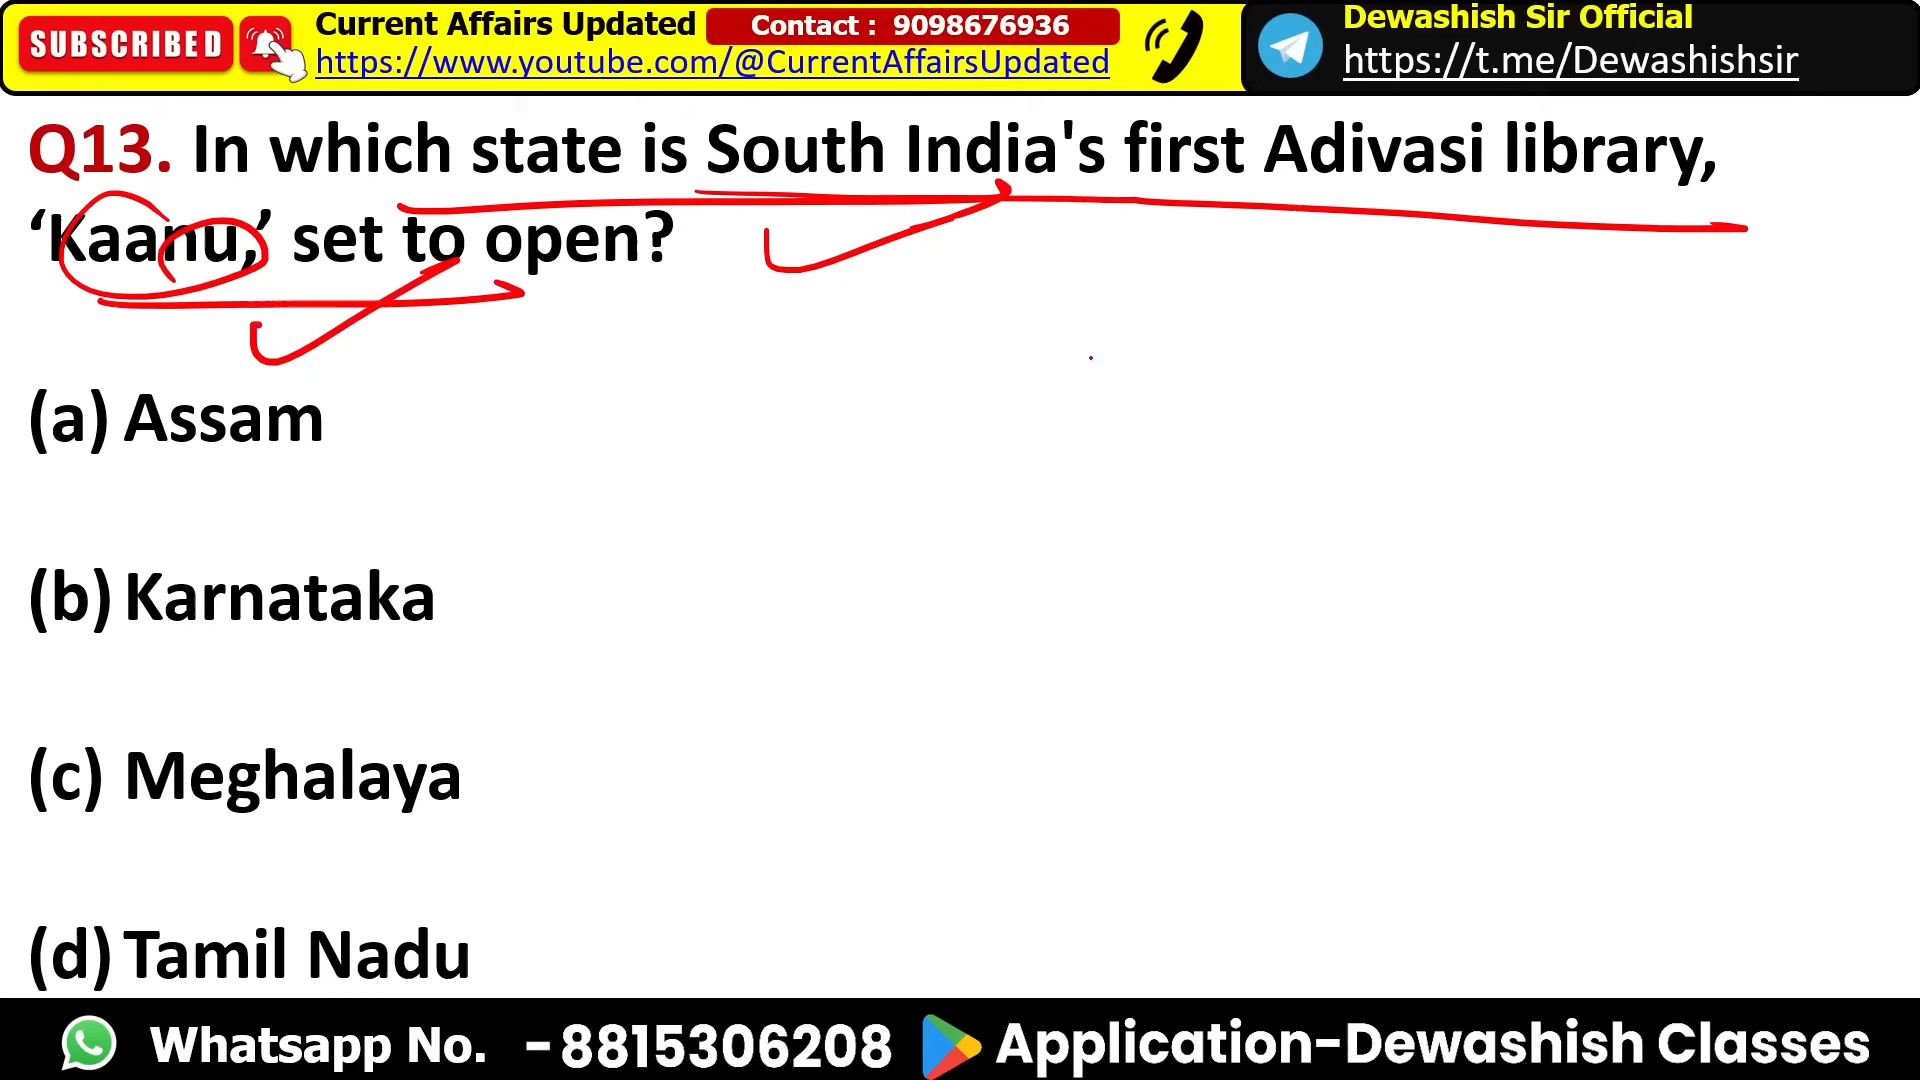 SUBSCRIBED
Current Affairs Updated
Contact : 9098676936
https://www.youtube.com/@CurrentAffairsUpdated
Dewashish Sir Official
https://t.me/Dewashishsir
Q13. In which state is South India's first Adivasi library,
‘Kaanu,’ set to open?
(a) Assam
(b) Karnataka
(c) Meghalaya
(d) Tamil Nadu
Whatsapp No. -8815306208
Application-Dewashish Classes